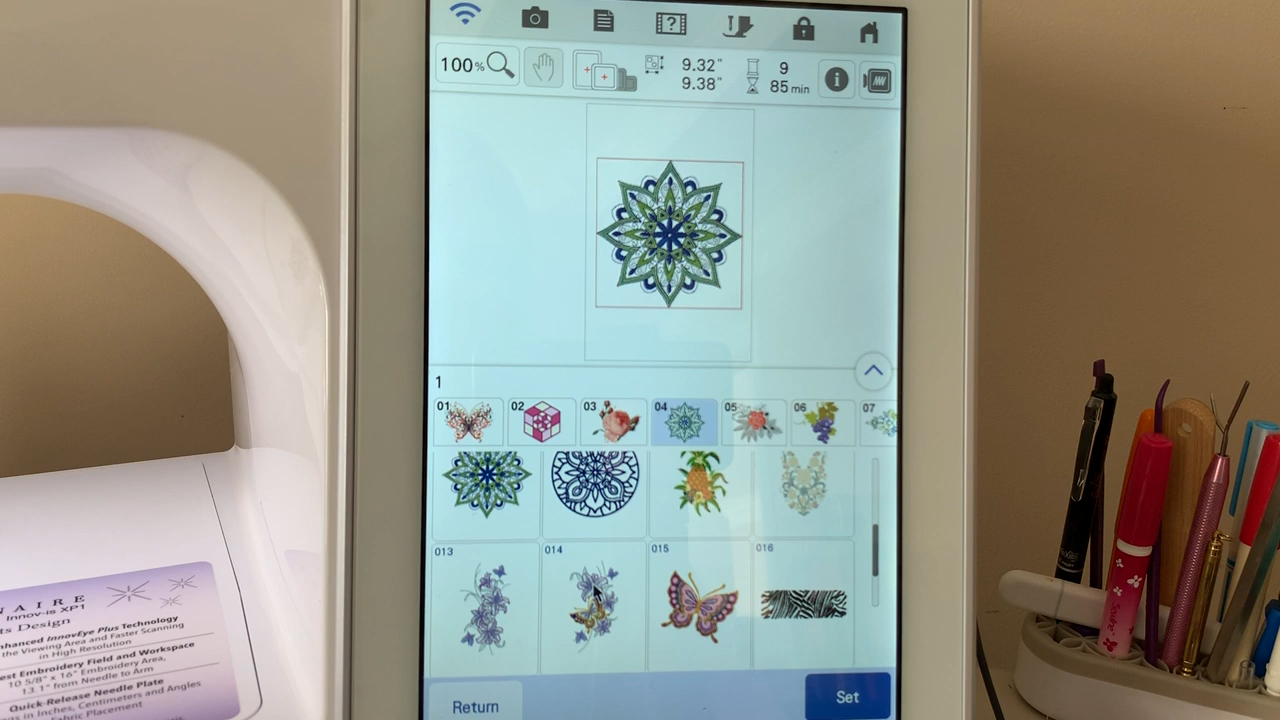 100%
9.32"
9.38"
9
85 min
i
?
1
01
02
03
04
05
06
07
013
014
015
016
Return
Set
NAIRE
Innov-is XP1
Design
InnovEye Plus Technology
the Viewing Area and Faster Scanning
in High Resolution
Embroidery Field and Workspace
10 5/8" x 16" Embroidery Area,
13.1" from Needle to Arm
Quick-Release Needle Plate
in Inches, Centimeters and Angles
Placement